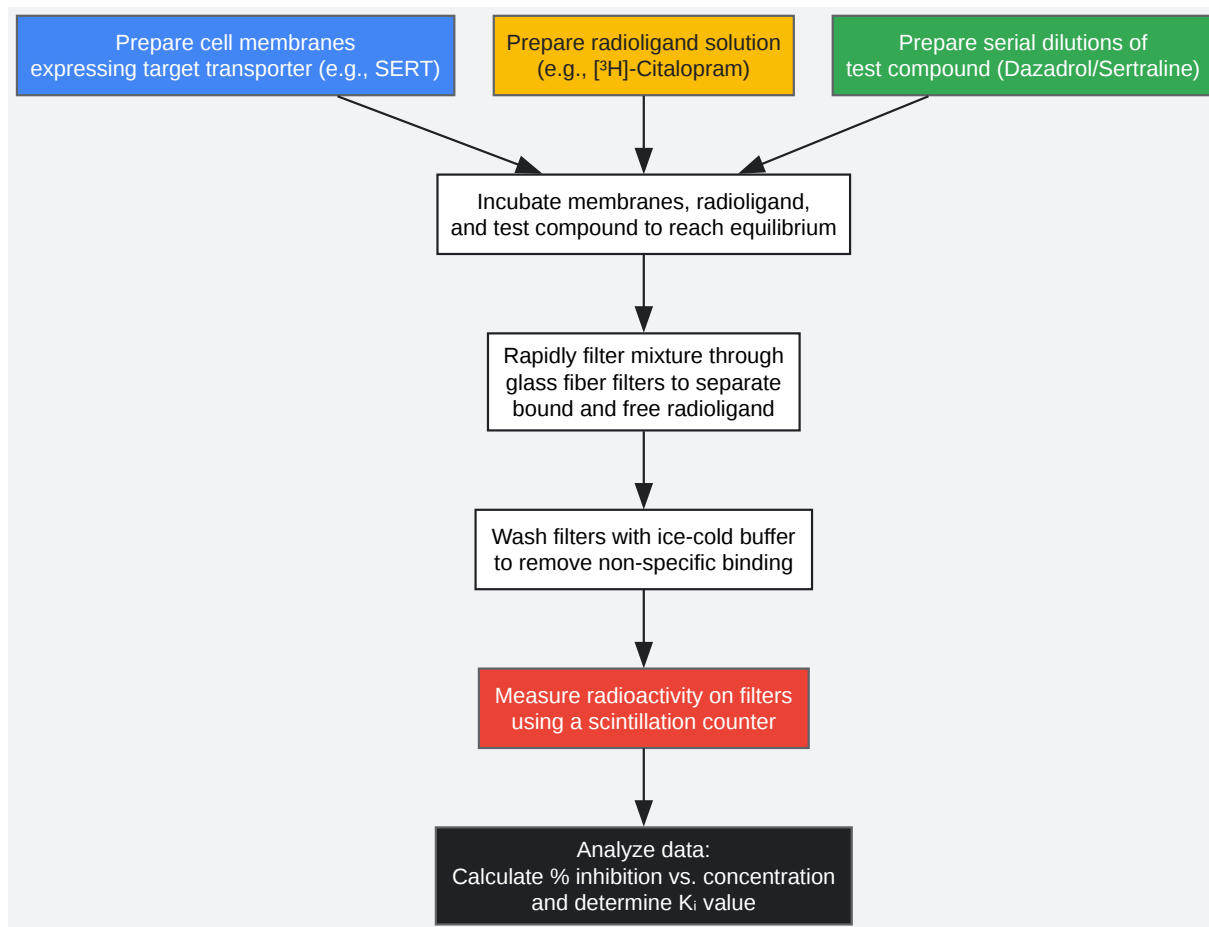 Prepare cell membranes
expressing target transporter (e.g., SERT)
Prepare radioligand solution
(e.g., [³H]-Citalopram)
Prepare serial dilutions of
test compound (Dazadrol/Sertraline)
Incubate membranes, radioligand,
and test compound to reach equilibrium
Rapidly filter mixture through
glass fiber filters to separate
bound and free radioligand
Wash filters with ice-cold buffer
to remove non-specific binding
Measure radioactivity on filters
using a scintillation counter
Analyze data:
Calculate % inhibition vs. concentration
and determine Kᵢ value